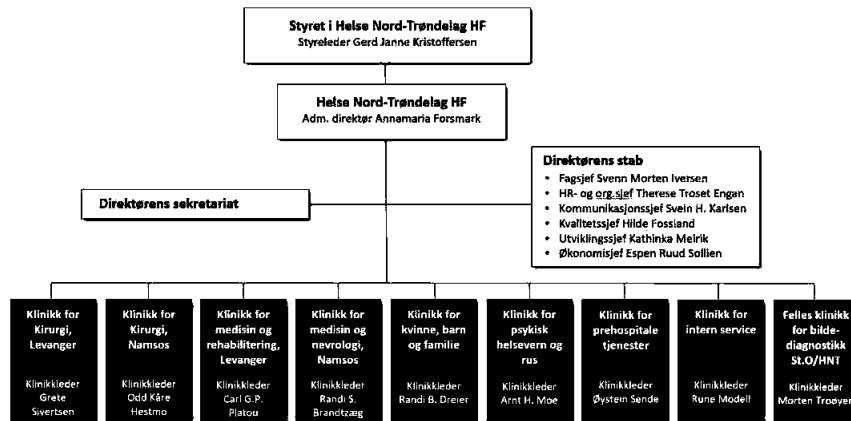 Styret i Helse Nord-Trøndelag HF
Styreleder Gerd Janne Kristoffersen
Helse Nord-Trøndelag HF
Adm. direktør Annamaria Forsmark
Direktørens sekretariat
Direktørens stab
• Fagsjef Svenn Morten Iversen
• HR- og org.sjef Therese Troset Engan
• Kommunikasjonssjef Svein H. Karlsen
• Kvalitetssjef Hilde Fossland
• Utviklingssjef Kathinka Meirik
• Økonomisjef Espen Ruud Sollien
Klinikk for
Kirurgi,
Levanger
Klinikkleder
Grete
Sivertsen
Klinikk for
Kirurgi,
Namsos
Klinikkleder
Odd Kåre
Hestmo
Klinikk for
medisin og
rehabilitering,
Levanger
Klinikkleder
Carl G.P.
Platou
Klinikk for
medisin og
nevrologi,
Namsos
Klinikkleder
Randi S.
Brandtzæg
Klinikk for
kvinne, barn
og familie
Klinikkleder
Randi B. Dreier
Klinikk for
psykisk
helsevern og
rus
Klinikkleder
Arnt H. Moe
Klinikk for
prehospitale
tjenester
Klinikkleder
Øystein Sende
Klinikk for
intern service
Klinikkleder
Rune Modell
Felles klinikk
for bilde-
diagnostikk
St.O/HNT
Klinikkleder
Morten Troøyen